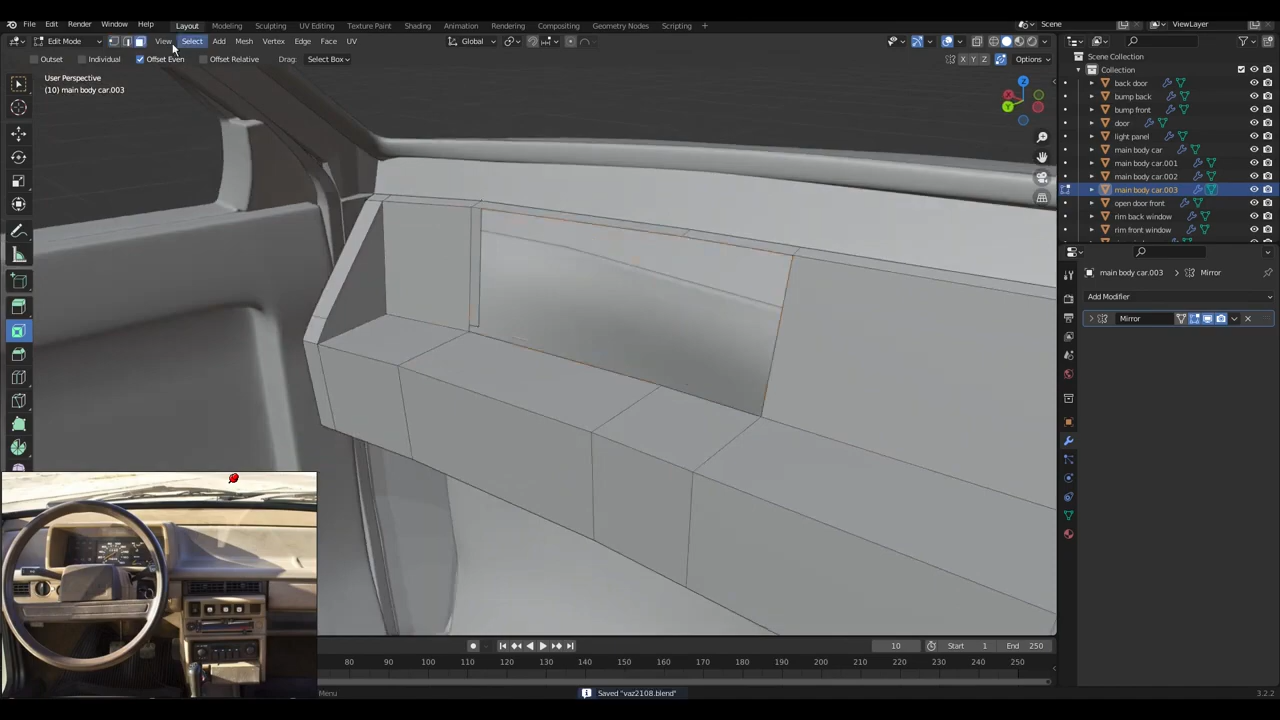 File Edit Render Window Help
Layout Modeling Sculpting UV Editing Texture Paint Shading Animation Rendering Compositing Geometry Nodes Scripting +
Scene
ViewLayer
Edit Mode
View Select Add Mesh Vertex Edge Face UV
Global
Outset Individual Offset Even Offset Relative Drag: Select Box
X Y Z
Options
User Perspective
(10) main body car.003
Z
Y
Scene Collection
Collection
back door
bump back
bump front
door
light panel
main body car
main body car.001
main body car.002
main body car.003
open door front
rim back window
rim front window
main body car.003 > Mirror
Add Modifier
Mirror
10
Start 1
End 250
80 90 100 110 120 130 140 150 160 170 180 190 200 210 220 230 240 250
Menu
Saved "vaz2108.blend"
3.2.2